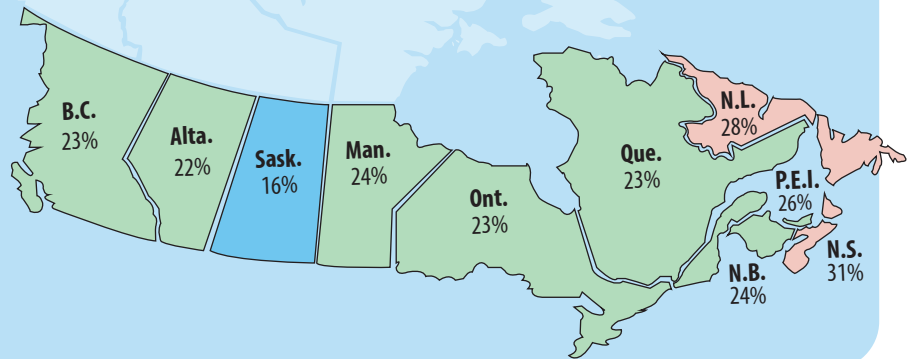 B.C.
23%
Alta.
22%
Sask.
16%
Man.
24%
Ont.
23%
Que.
23%
N.L.
28%
P.E.I.
26%
N.B.
24%
N.S.
31%